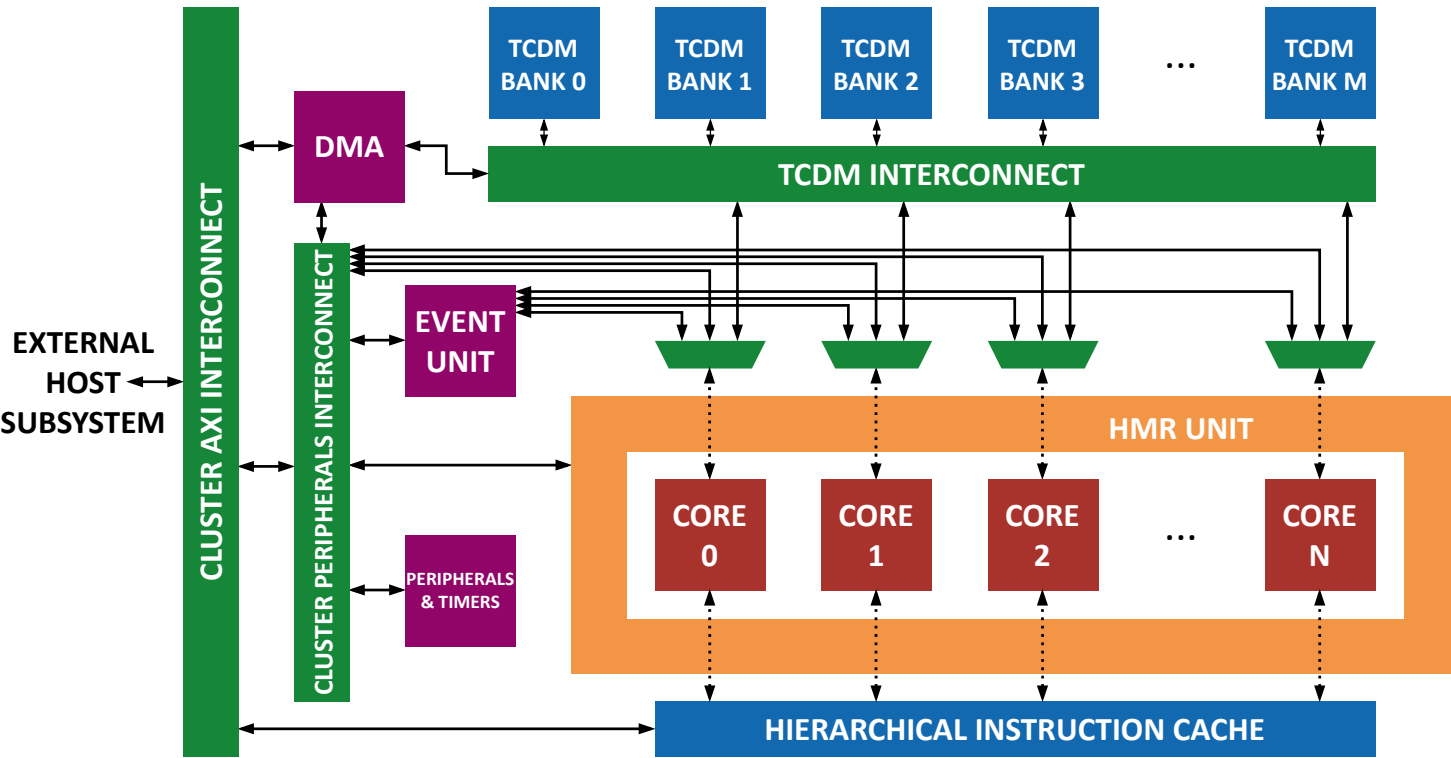 TCDM
BANK 0
TCDM
BANK 1
TCDM
BANK 2
TCDM
BANK 3
...
TCDM
BANK M
DMA
TCDM INTERCONNECT
CLUSTER AXI INTERCONNECT
CLUSTER PERIPHERALS INTERCONNECT
EVENT
UNIT
EXTERNAL
HOST
SUBSYSTEM
HMR UNIT
CORE
0
CORE
1
CORE
2
...
CORE
N
PERIPHERALS
& TIMERS
HIERARCHICAL INSTRUCTION CACHE